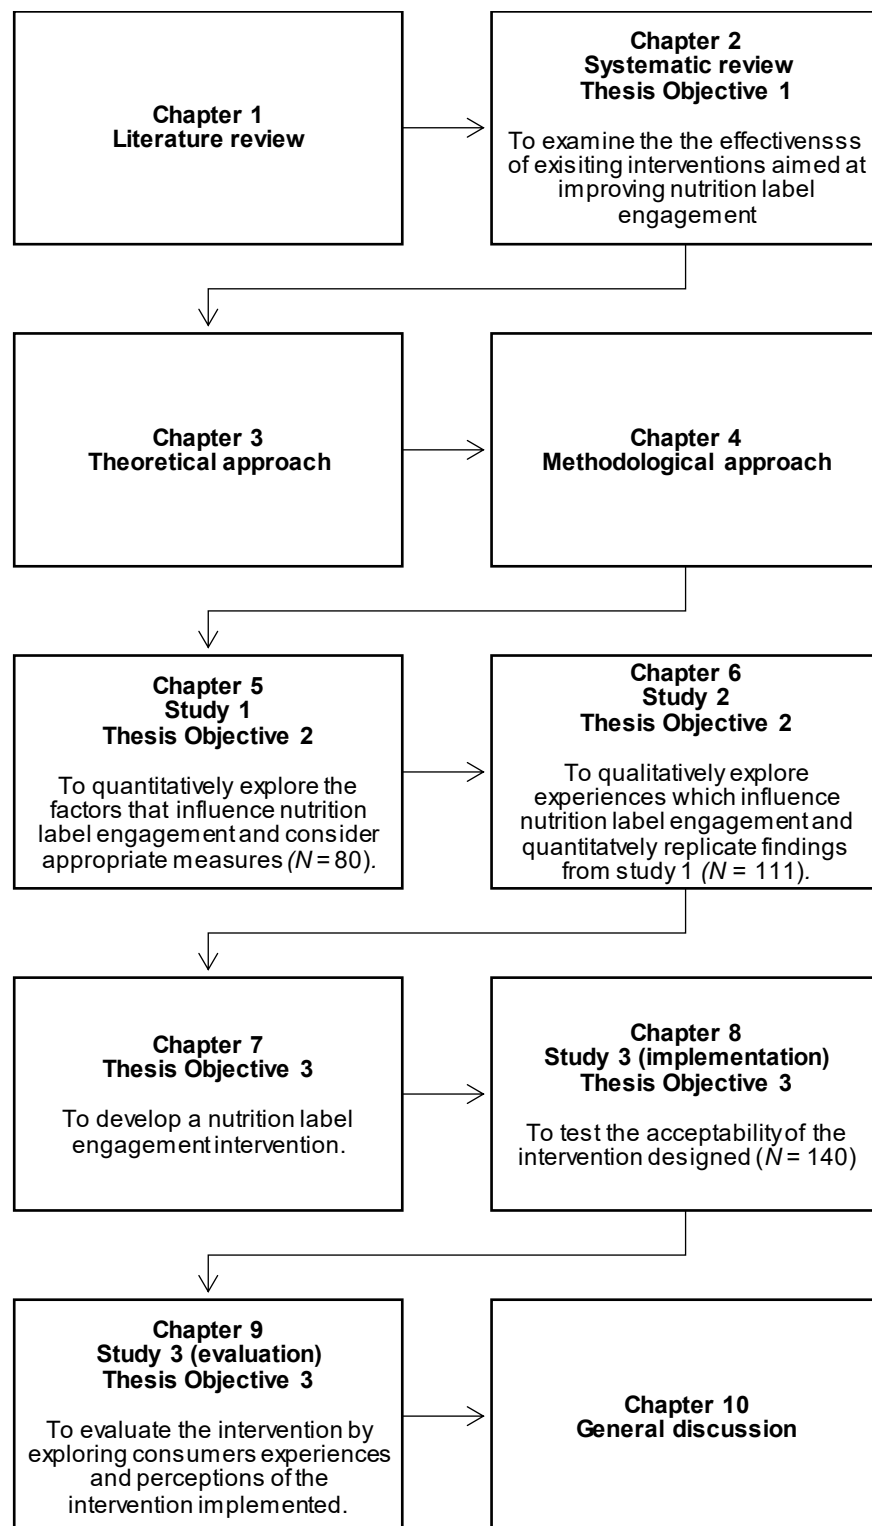 Chapter 1
Literature review
Chapter 2
Systematic review
Thesis Objective 1
To examine the the effectivensss
of exisiting interventions aimed at
improving nutrition label
engagement
Chapter 3
Theoretical approach
Chapter 4
Methodological approach
Chapter 5
Study 1
Thesis Objective 2
To quantitatively explore the
factors that influence nutrition
label engagement and consider
appropriate measures (N = 80).
Chapter 6
Study 2
Thesis Objective 2
To qualitatively explore
experiences which influence
nutrition label engagement and
quantitatvely replicate findings
from study 1 (N = 111).
Chapter 7
Thesis Objective 3
To develop a nutrition label
engagement intervention.
Chapter 8
Study 3 (implementation)
Thesis Objective 3
To test the acceptability of the
intervention designed (N = 140)
Chapter 9
Study 3 (evaluation)
Thesis Objective 3
To evaluate the intervention by
exploring consumers experiences
and perceptions of the
intervention implemented.
Chapter 10
General discussion